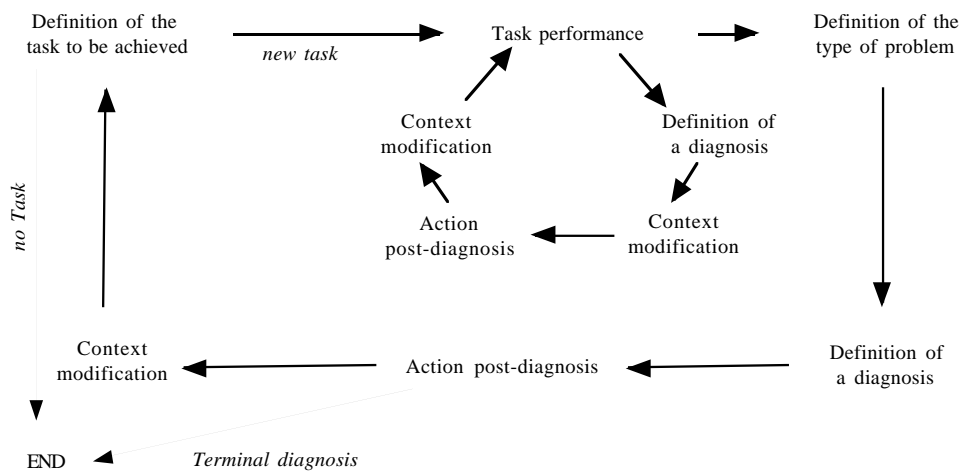 Definition of the
task to be achieved
new task
Task performance
Definition of the
type of problem
Context
modification
Definition of
a diagnosis
no Task
Action
post-diagnosis
Context
modification
Context
modification
Action post-diagnosis
Definition of
a diagnosis
END
Terminal diagnosis